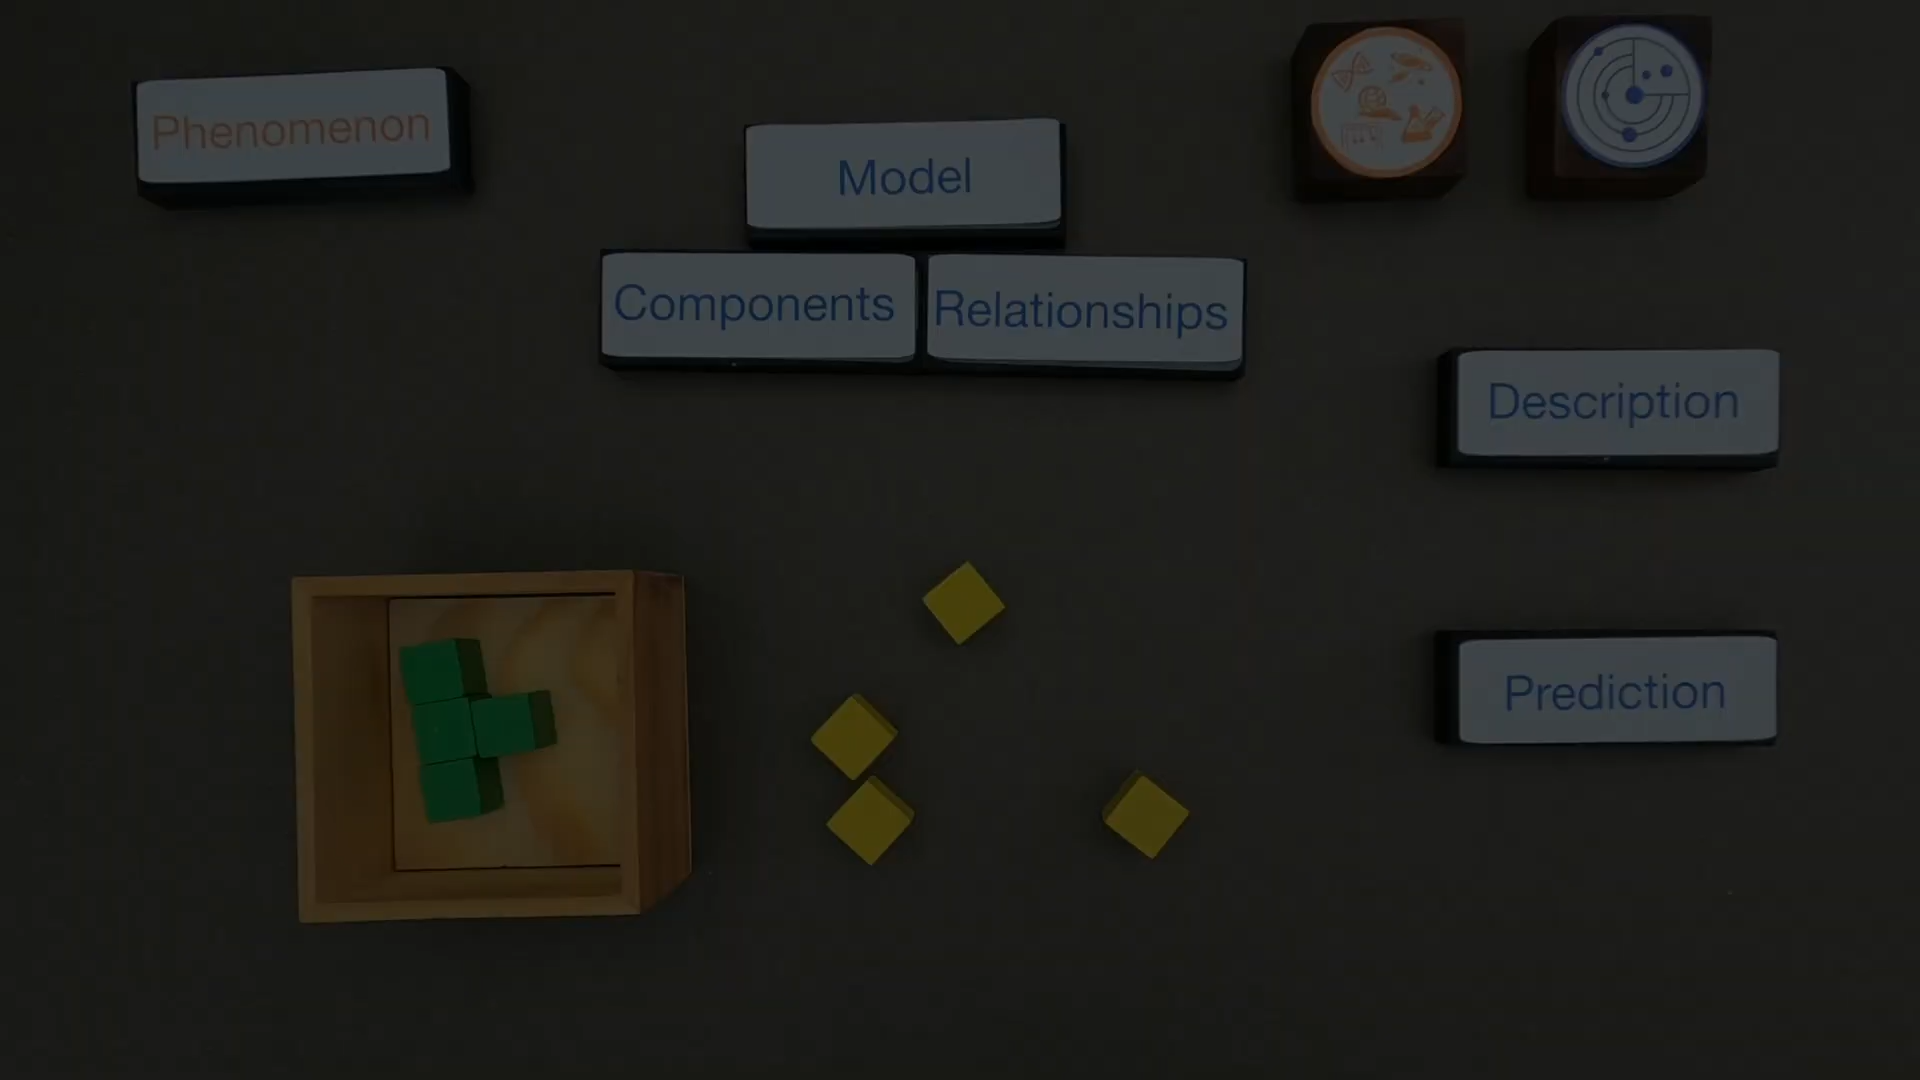 Phenomenon
Model
Components
Relationships
Description
Prediction